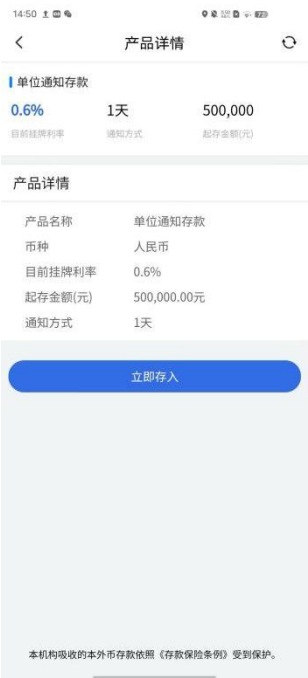 14:50
产品详情
单位通知存款
0.6% 1天 500,000
目前挂牌利率 通知方式 起存金额(元)
产品详情
产品名称 单位通知存款
币种 人民币
目前挂牌利率 0.6%
起存金额(元) 500,000.00元
通知方式 1天
立即存入
本机构吸收的本外币存款依照《存款保险条例》受到保护。